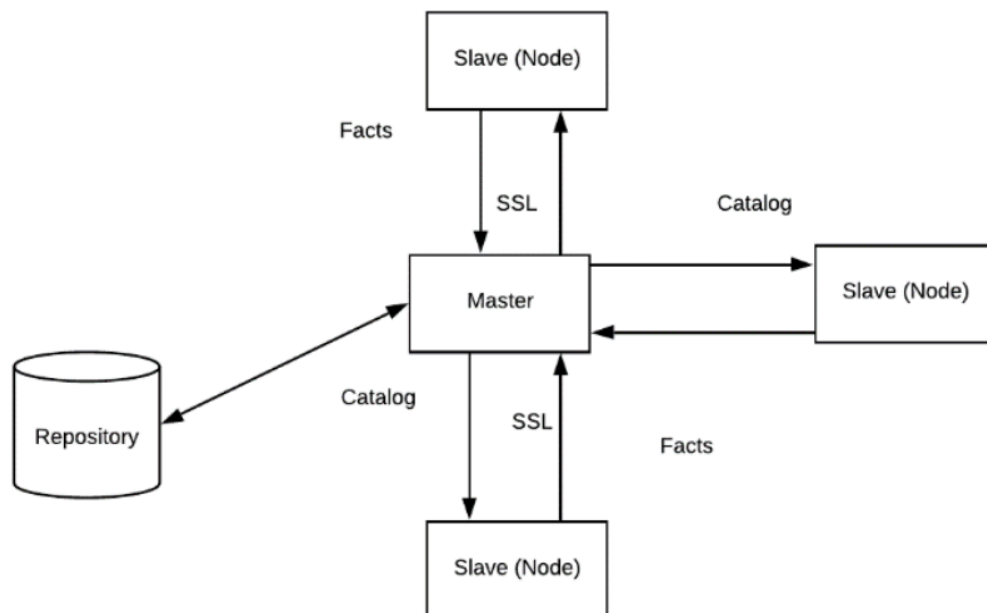 Slave (Node)
Facts
SSL
Catalog
Master
Slave (Node)
Catalog
SSL
Repository
Facts
Slave (Node)